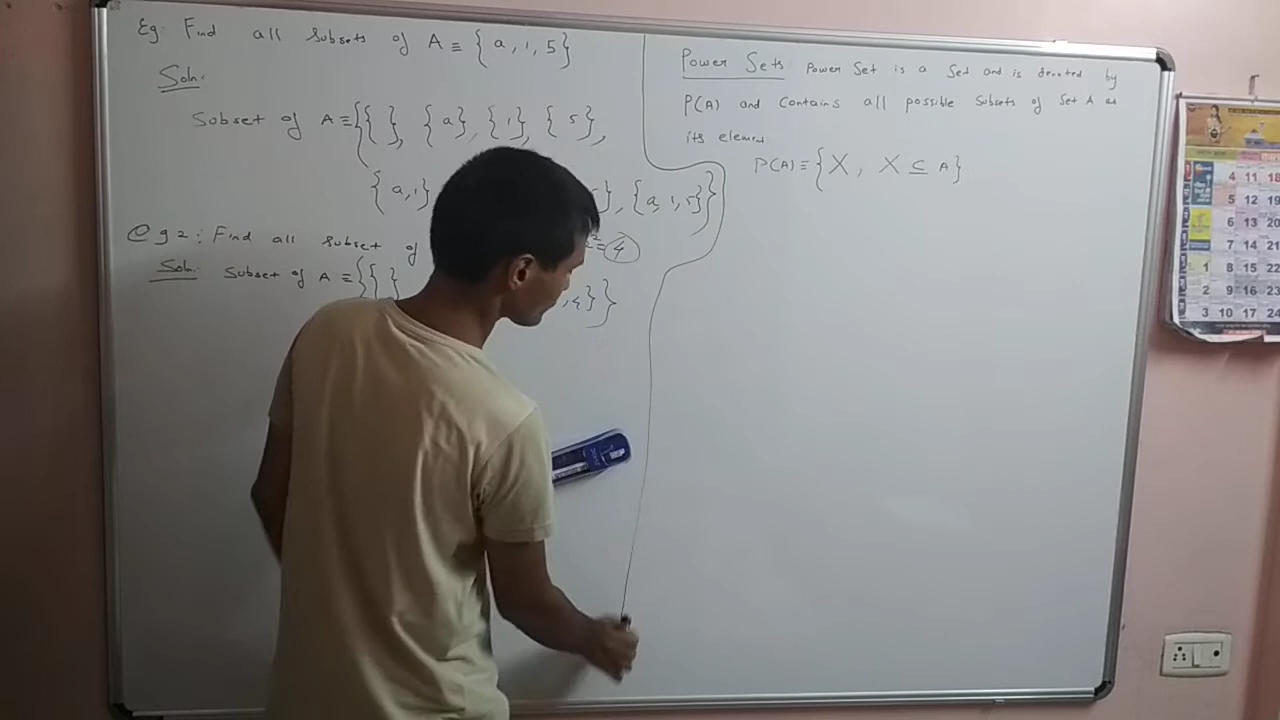 Eg: Find all subsets of A ≡ { a, 1, 5 }
Soln:
Subset of A ≡ { { }, { a }, { 1 }, { 5 },
{ a, 1 } }, { a, 1, 5 } }
eg 2: Find all subset of 2² = 4
Soln: Subset of A ≡ { { } , 4 } }
Power Sets Power Set is a Set and is denoted by
P(A) and contains all possible subsets of Set A as
its element.
P(A) ≡ { X, X ⊆ A }
4 11 18
5 12 19
6 13 20
7 14 21
1 8 15 22
2 9 16 23
3 10 17 24